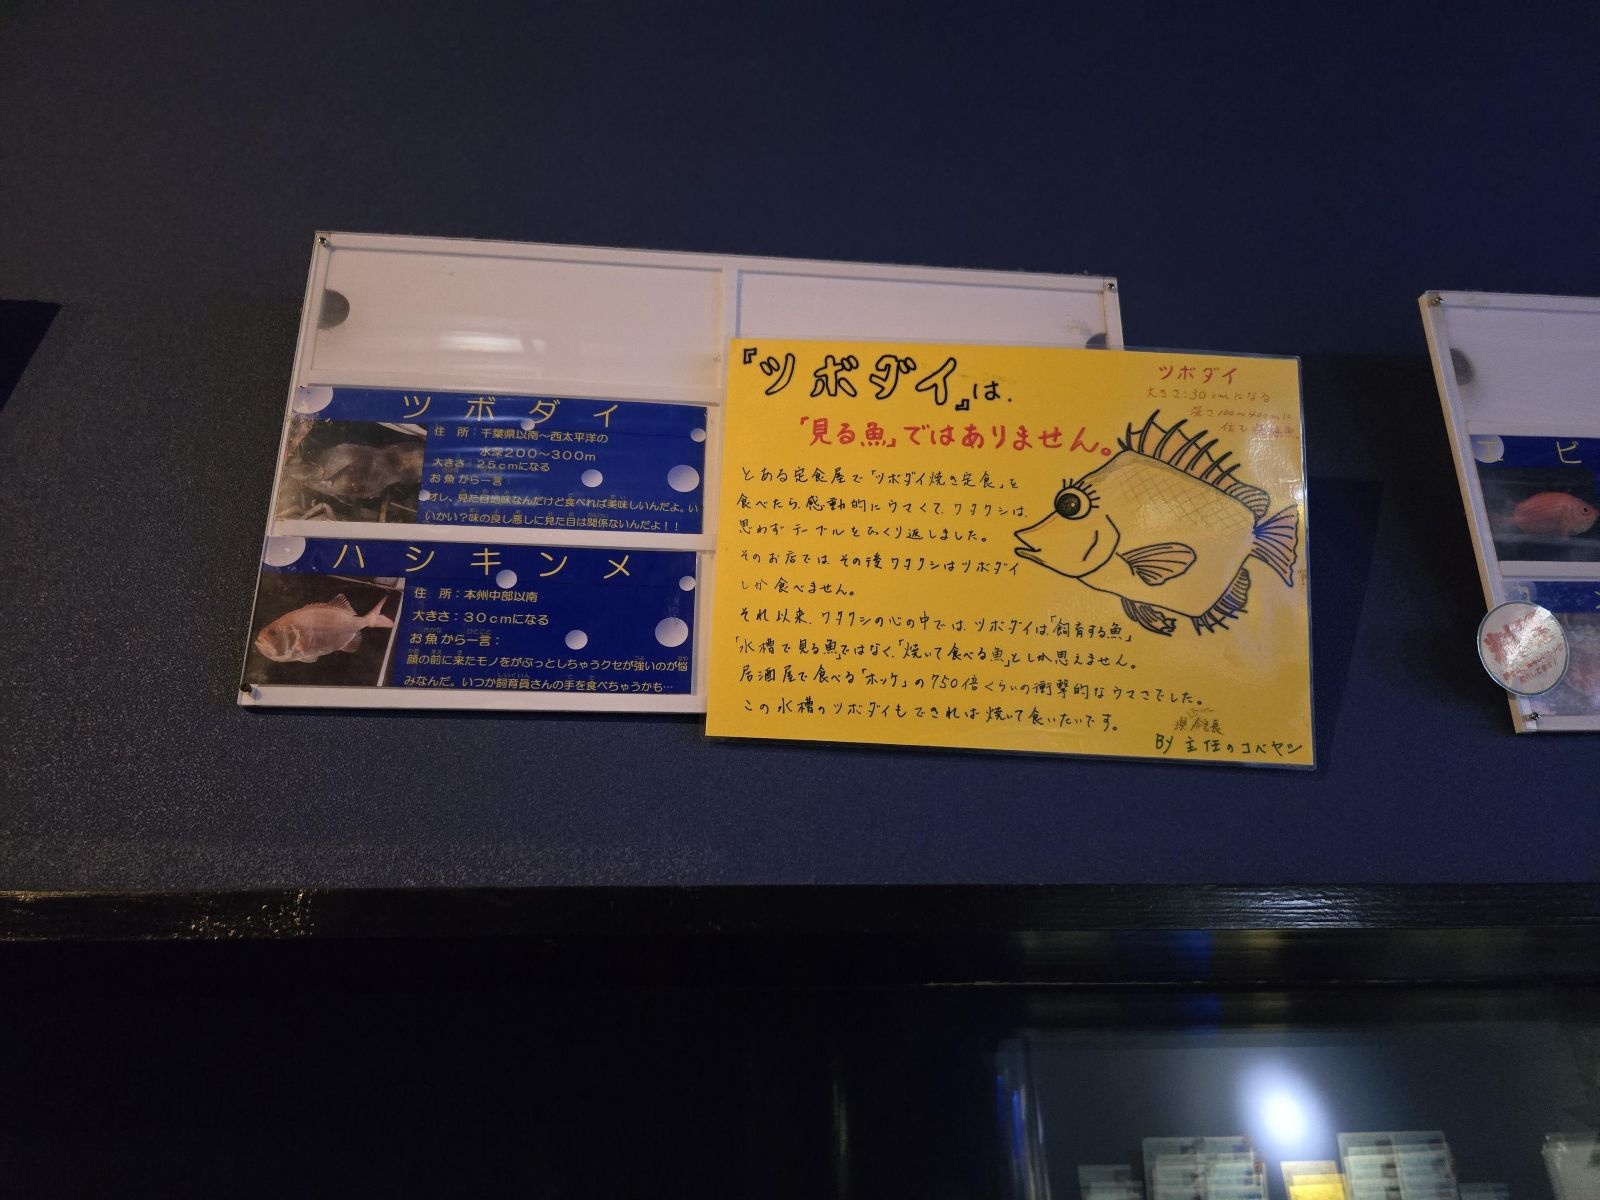 ツボダイ
住 所：千葉県以南～西太平洋の
水深200～300m
大きさ：25cmになる
お魚から一言：
オレ、見た目地味なんだけど食べれば美味しいんだよ。い
いかい？味の良し悪しに見た目は関係ないんだよ！！
ハシキンメ
住 所：本州中部以南
大きさ：30cmになる
お魚から一言：
顔の前に来たモノをがぶっとしちゃうクセが強いのが悩
みなんだ。いつか飼育員さんの手を食べちゃうかも…
『ツボダイ』は、
「見る魚」ではありません。
ツボダイ
大きさ：30cmになる
深さ100～400mに
住む
とある定食屋で「ツボダイ焼き定食」を
食べたら、感動的にウマくて、ワタクシは、
思わずテーブルをひっくり返しました。
そのお店では、その後ワタクシはツボダイ
しか食べません。
それ以来、ワタクシの心の中では、ツボダイは「飼育する魚」
「水槽で見る魚」ではなく、「焼いて食べる魚」としか思えません。
居酒屋で食べる「ホッケ」の750倍くらいの衝撃的なウマさでした。
この水槽のツボダイもできれば焼いて食いたいです。
現館長
BY 主任のコバヤシ
エビ